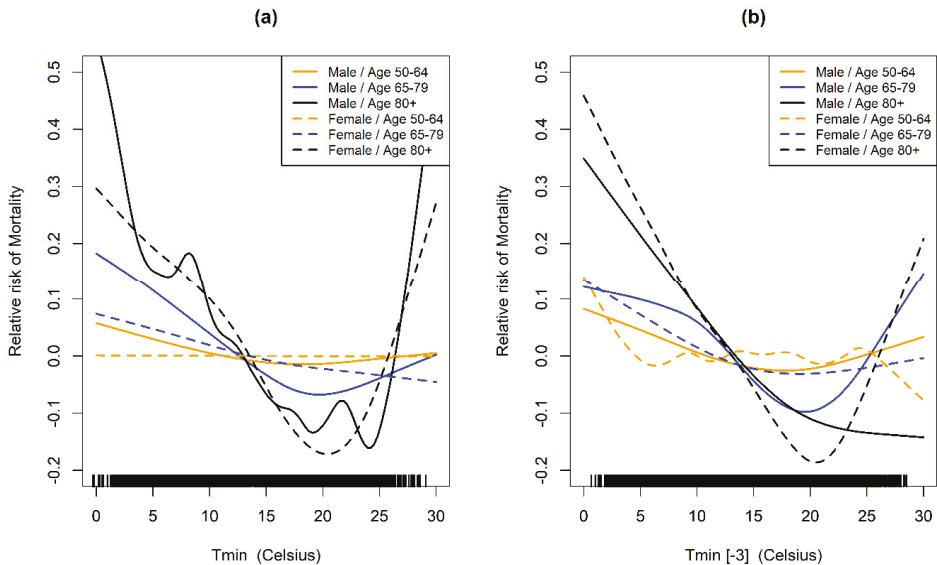 (a)
Relative risk of Mortality
0.5
0.4
0.3
0.2
0.1
0.0
-0.1
-0.2
Male / Age 50-64
Male / Age 65-79
Male / Age 80+
Female / Age 50-64
Female / Age 65-79
Female / Age 80+
0 5 10 15 20 25 30
Tmin (Celsius)
(b)
Relative risk of Mortality
0.5
0.4
0.3
0.2
0.1
0.0
-0.1
-0.2
Male / Age 50-64
Male / Age 65-79
Male / Age 80+
Female / Age 50-64
Female / Age 65-79
Female / Age 80+
0 5 10 15 20 25 30
Tmin [-3] (Celsius)